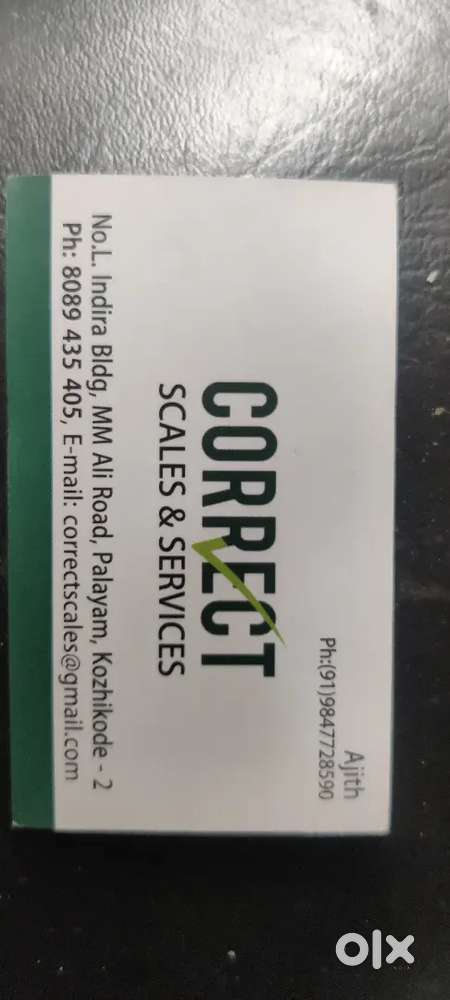 Ajith
Ph:(91)9847728590
CORRECT
SCALES & SERVICES
No.L. Indira Bldg, MM Ali Road, Palayam, Kozhikode - 2
Ph: 8089 435 405, E-mail: correctscales@gmail.com
olx